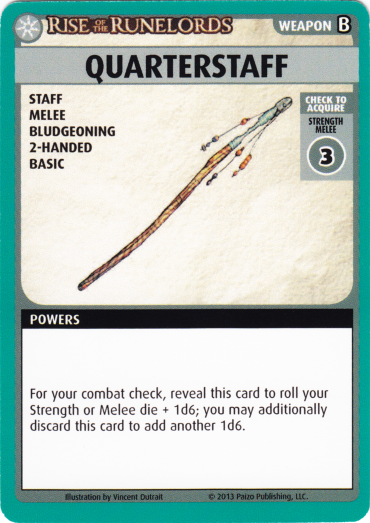 RISE OF THE RUNELORDS
WEAPON B
QUARTERSTAFF
STAFF
MELEE
BLUDGEONING
2-HANDED
BASIC
CHECK TO
ACQUIRE
STRENGTH
MELEE
3
POWERS
For your combat check, reveal this card to roll your
Strength or Melee die + 1d6; you may additionally
discard this card to add another 1d6.
Illustration by Vincent Dutrait
© 2013 Paizo Publishing, LLC.